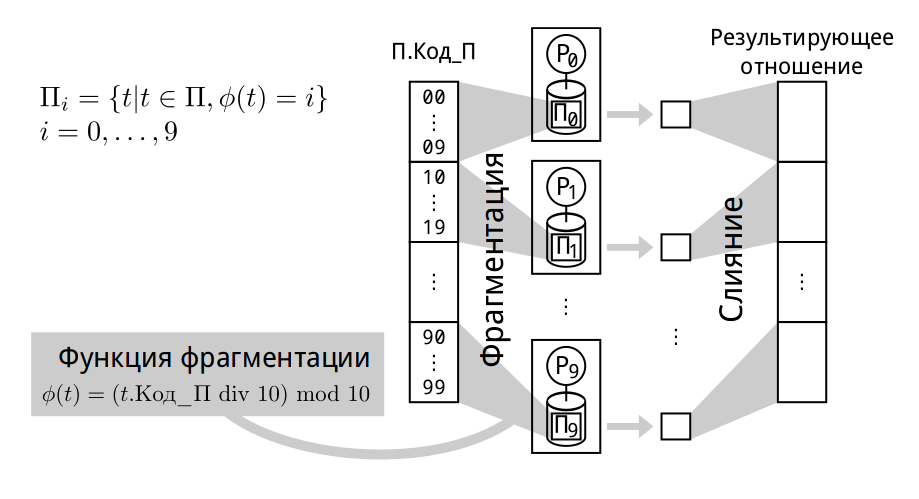 П.Код_П
Результирующее
отношение
Πᵢ = {t|t ∈ Π, ϕ(t) = i}
i = 0, . . . , 9
00
⋮
09
10
⋮
19
⋮
90
⋮
99
Фрагментация
P₀
П₀
P₁
П₁
⋮
P₉
П₉
⋮
Слияние
⋮
Функция фрагментации
ϕ(t) = (t.Код_П div 10) mod 10